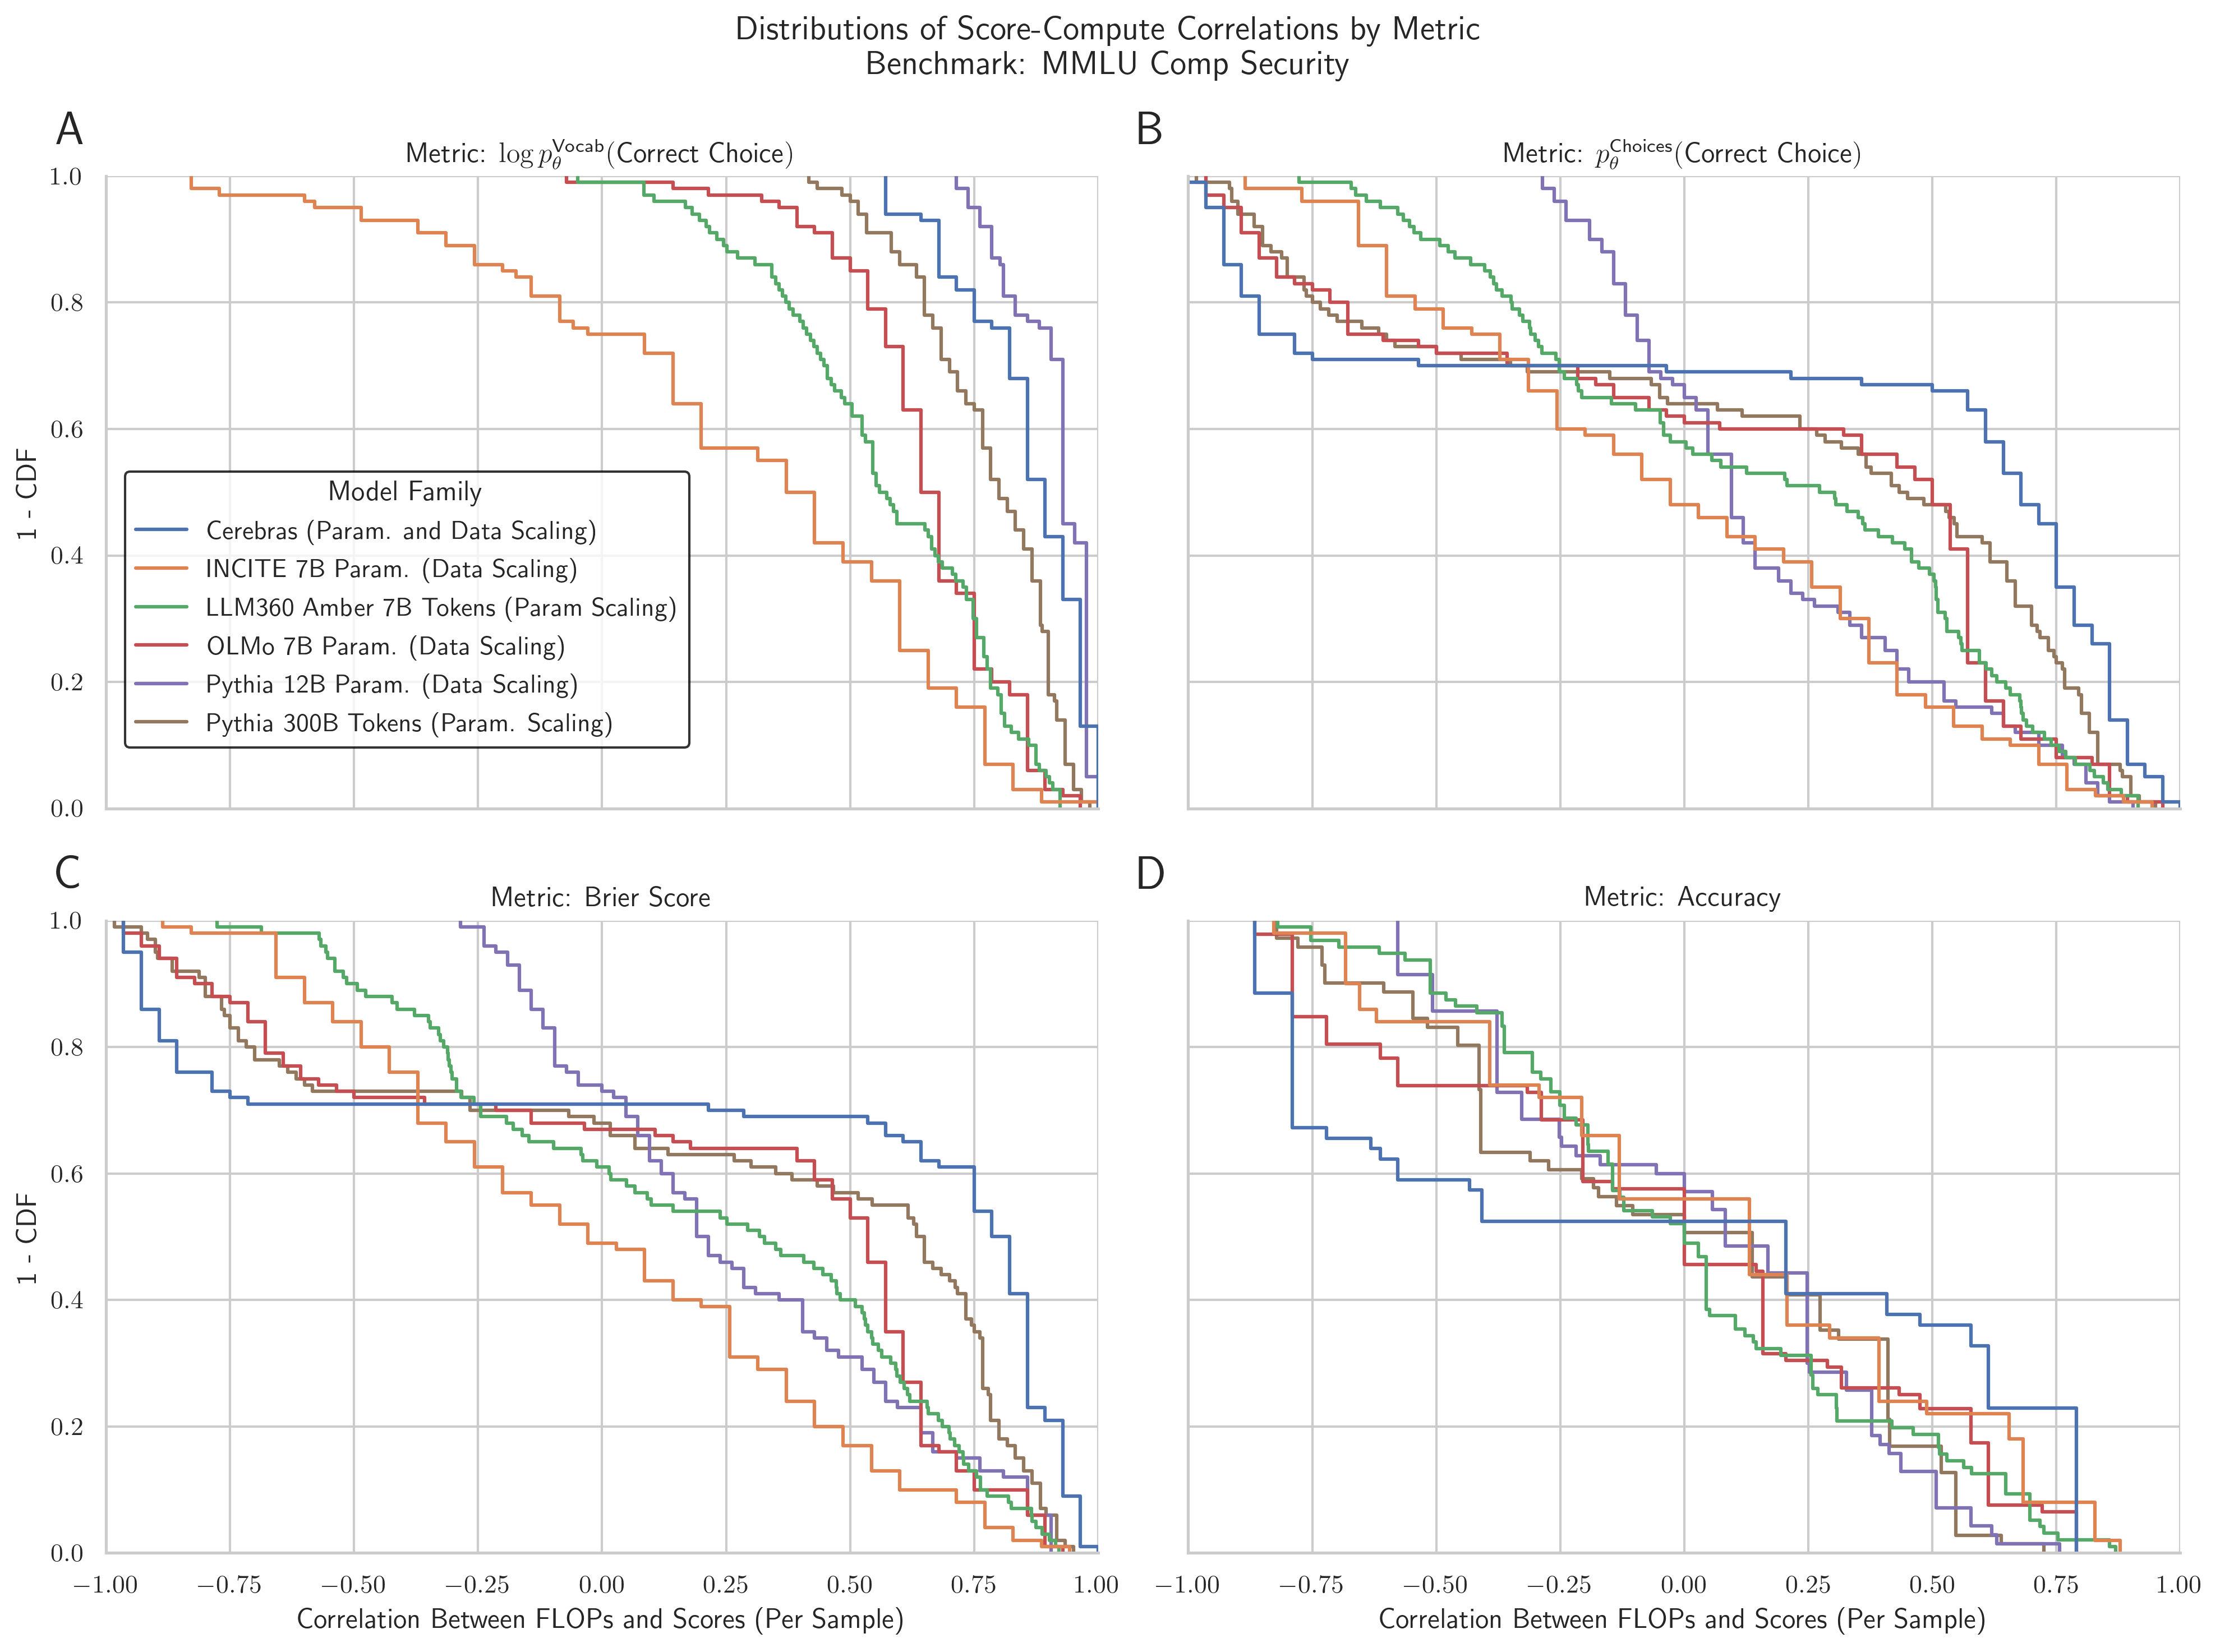 Distributions of Score-Compute Correlations by Metric
Benchmark: MMLU Comp Security
A
Metric: log p_θ^Vocab(Correct Choice)
1.0
0.8
0.6
0.4
0.2
0.0
1 - CDF
Model Family
Cerebras (Param. and Data Scaling)
INCITE 7B Param. (Data Scaling)
LLM360 Amber 7B Tokens (Param Scaling)
OLMo 7B Param. (Data Scaling)
Pythia 12B Param. (Data Scaling)
Pythia 300B Tokens (Param. Scaling)
B
Metric: p_θ^Choices(Correct Choice)
C
Metric: Brier Score
1.0
0.8
0.6
0.4
0.2
0.0
1 - CDF
−1.00 −0.75 −0.50 −0.25 0.00 0.25 0.50 0.75 1.00
Correlation Between FLOPs and Scores (Per Sample)
D
Metric: Accuracy
−1.00 −0.75 −0.50 −0.25 0.00 0.25 0.50 0.75 1.00
Correlation Between FLOPs and Scores (Per Sample)